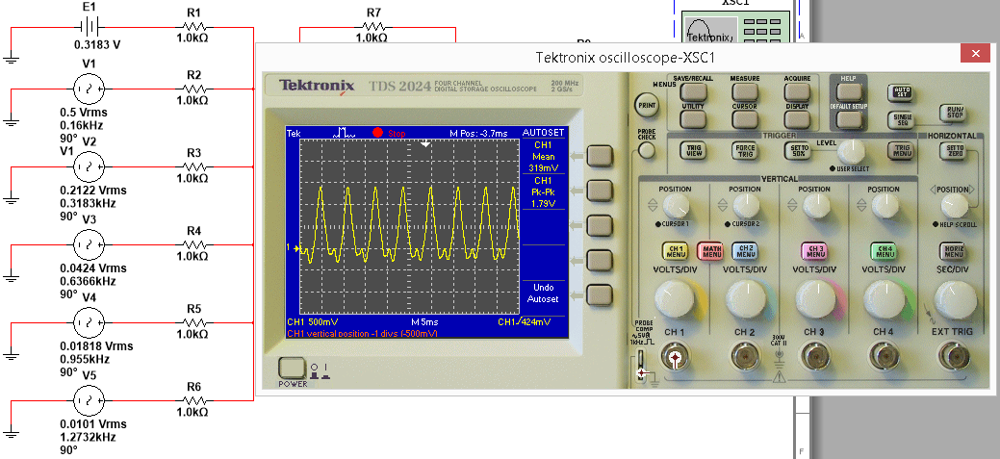 E1
0.3183 V
R1
1.0kΩ
R7
1.0kΩ
XSC1
Tektronix
V1
0.5 Vrms
0.16kHz
90°
R2
1.0kΩ
V2
V1
0.2122 Vrms
0.3183kHz
90°
R3
1.0kΩ
V3
0.0424 Vrms
0.6366kHz
90°
R4
1.0kΩ
V4
0.01818 Vrms
0.955kHz
90°
R5
1.0kΩ
V5
0.0101 Vrms
1.2732kHz
90°
R6
1.0kΩ
A
F
Tektronix oscilloscope-XSC1
Tektronix TDS 2024 FOUR CHANNEL
DIGITAL STORAGE OSCILLOSCOPE
200 MHz
2 GS/s
Tek
Stop
M Pos: -3.7ms
AUTOSET
CH1
Mean
319mV
CH1
Pk-Pk
1.79V
Undo
Autoset
1
CH1 500mV
M 5ms
CH1 / 424mV
CH1 vertical position -1 divs (-500mV)
POWER
O I
MENUS
SAVE/RECALL
MEASURE
ACQUIRE
HELP
UTILITY
CURSOR
DISPLAY
DEFAULT SETUP
AUTO SET
SINGLE SEQ
RUN/ STOP
PRINT
PROBE CHECK
TRIGGER
TRIG VIEW
FORCE TRIG
SET TO 50%
LEVEL
USER SELECT
TRIG MENU
HORIZONTAL
SET TO ZERO
VERTICAL
POSITION
POSITION
POSITION
POSITION
POSITION
CURSOR 1
CURSOR 2
HELP SCROLL
CH 1 MENU
MATH MENU
CH 2 MENU
CH 3 MENU
CH 4 MENU
HORIZ MENU
VOLTS/DIV
VOLTS/DIV
VOLTS/DIV
VOLTS/DIV
SEC/DIV
PROBE
COMP
~5V@
1kHz
CH 1
CH 2
300V
CAT II
CH 3
CH 4
EXT TRIG